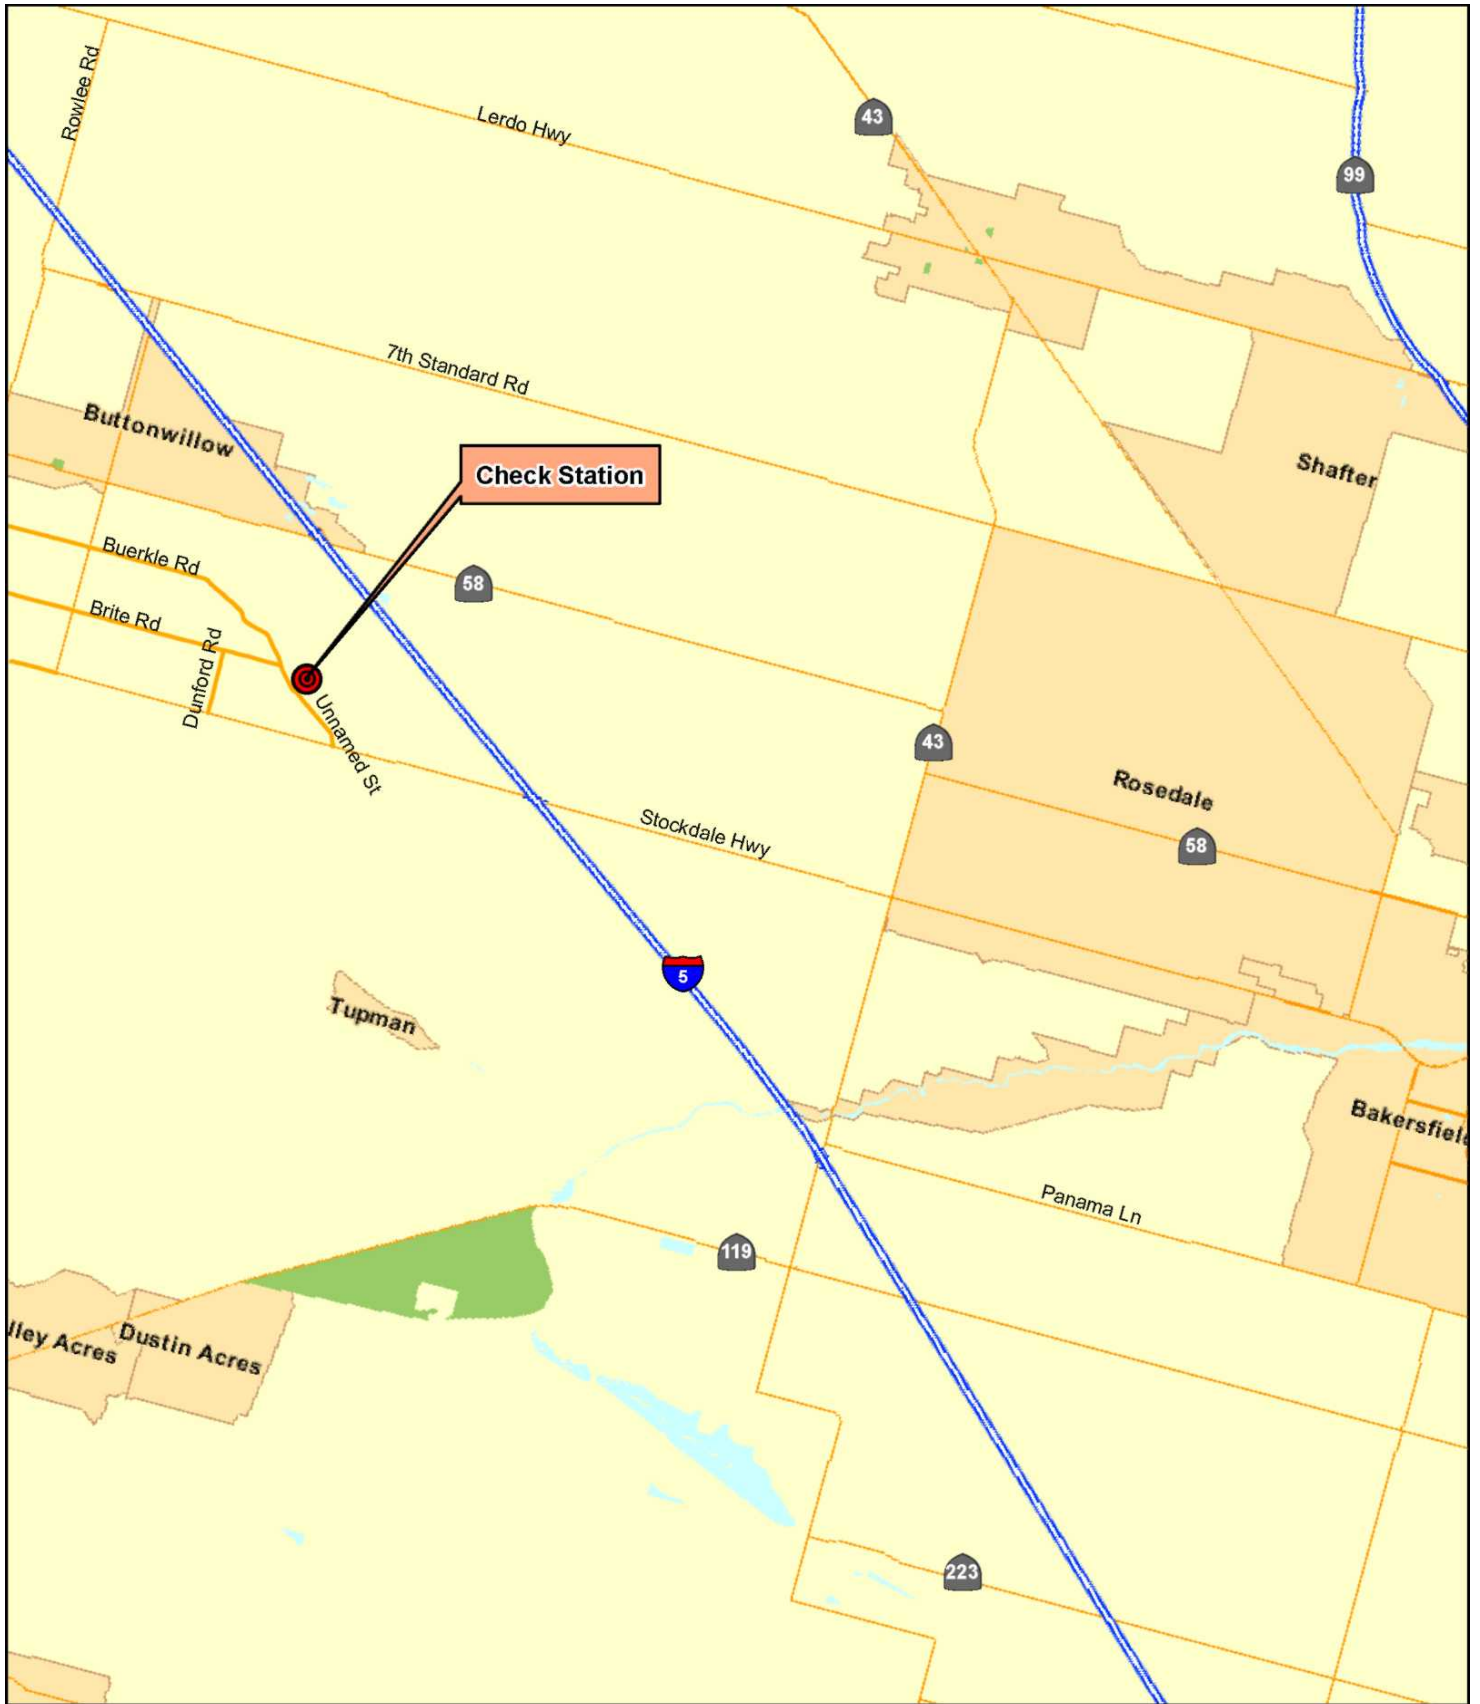 Rowlee Rd
Lerdo Hwy
43
99
7th Standard Rd
Buttonwillow
Check Station
Shafter
Buerkle Rd
58
Brite Rd
Dunford Rd
Unnamed St
43
Rosedale
Stockdale Hwy
58
5
Tupman
Bakersfield
Panama Ln
119
lley Acres
Dustin Acres
223